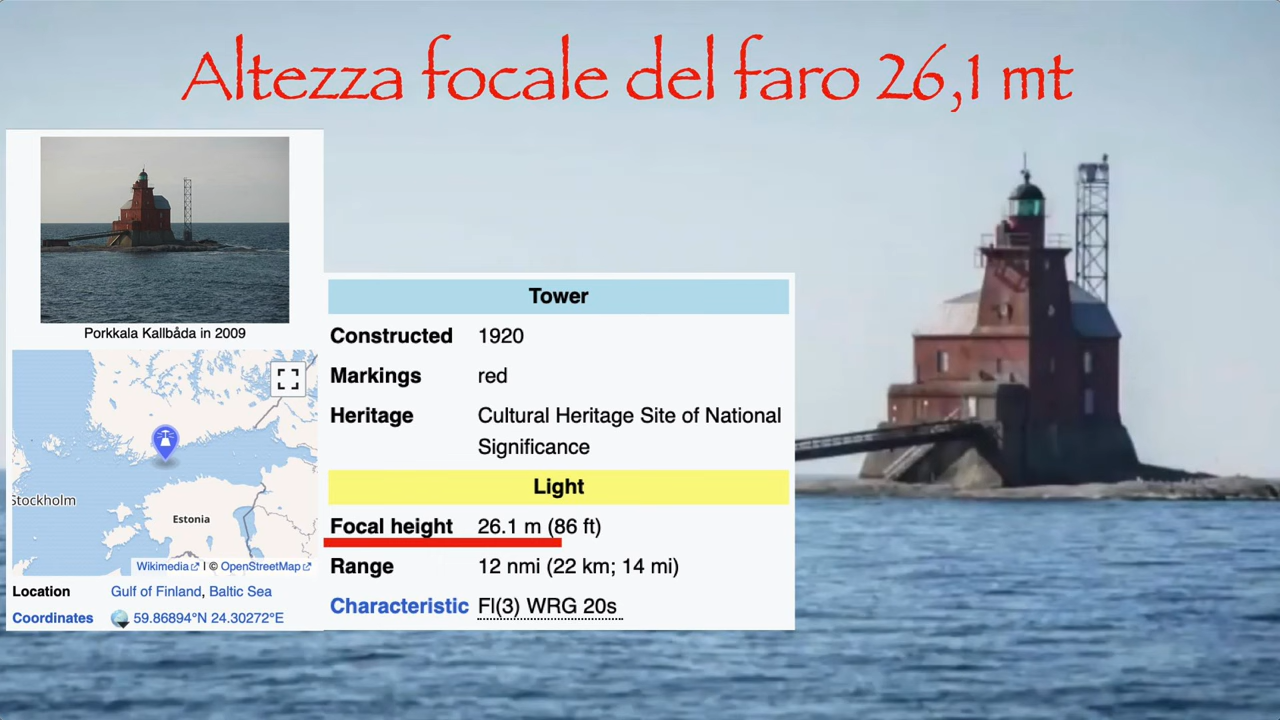 Altezza focale del faro 26,1 mt
Porkkala Kallbåda in 2009
Stockholm
Estonia
Wikimedia | © OpenStreetMap
Location Gulf of Finland, Baltic Sea
Coordinates 59.86894°N 24.30272°E
Tower
Constructed 1920
Markings red
Heritage Cultural Heritage Site of National
Significance
Light
Focal height 26.1 m (86 ft)
Range 12 nmi (22 km; 14 mi)
Characteristic Fl(3) WRG 20s